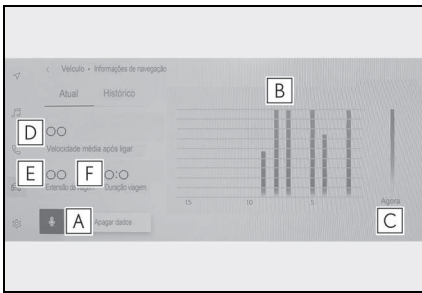 Veículo • Informações de navegação
Atual Histórico
B
D
Velocidade média após ligar
E F
Extensão da viagem Duração viagem
A Apagar dados
15 10 5 Agora
C